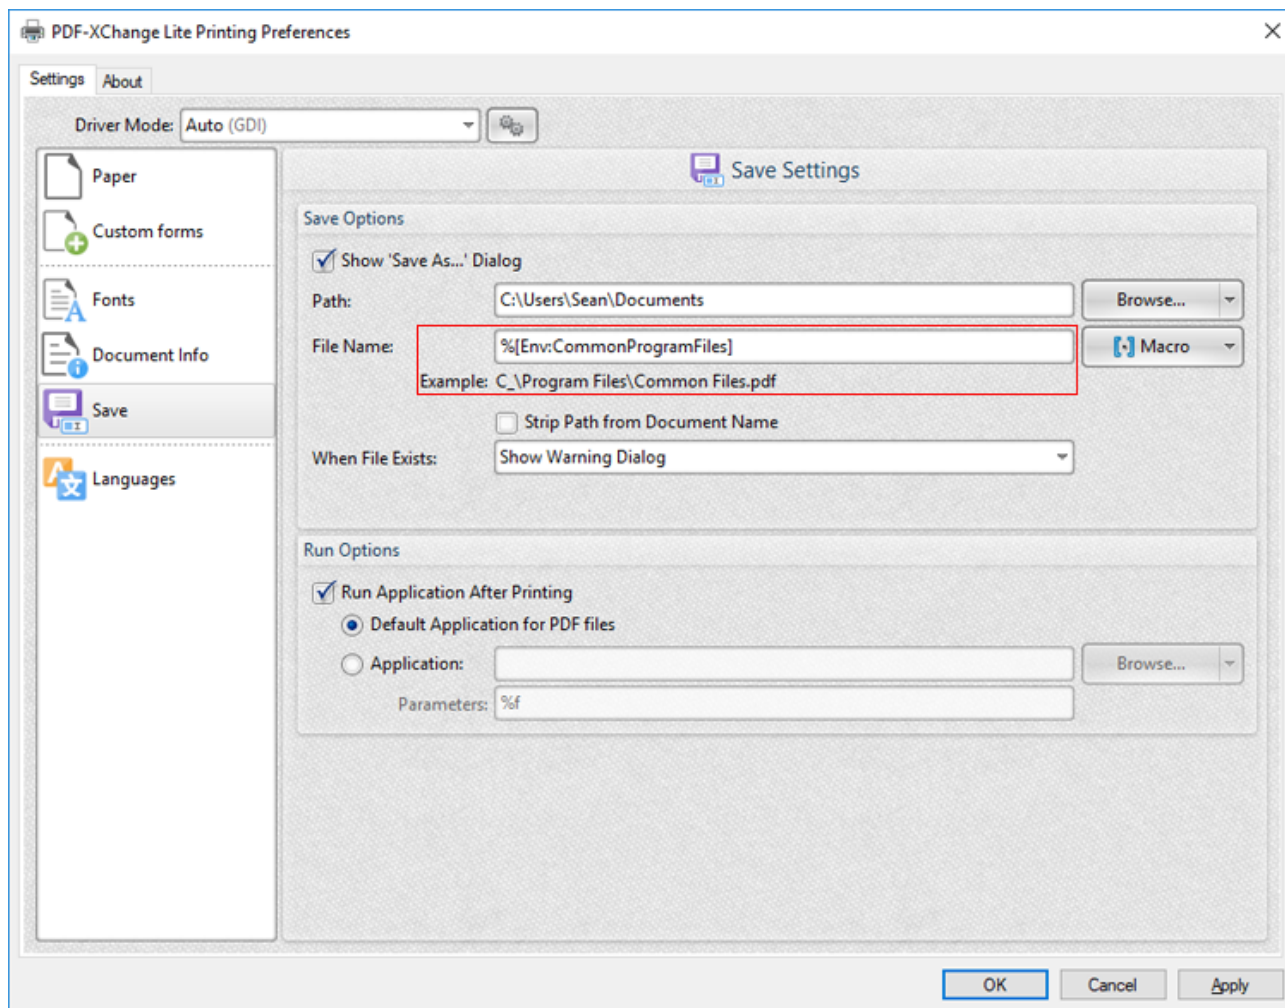 PDF-XChange Lite Printing Preferences
Settings About
Driver Mode: Auto (GDI)
Paper
Custom forms
Fonts
Document Info
Save
Languages
Save Settings
Save Options
Show 'Save As...' Dialog
Path: C:\Users\Sean\Documents Browse...
File Name: %[Env:CommonProgramFiles] Macro
Example: C_\Program Files\Common Files.pdf
Strip Path from Document Name
When File Exists: Show Warning Dialog
Run Options
Run Application After Printing
Default Application for PDF files
Application: Browse...
Parameters: %f
OK Cancel Apply